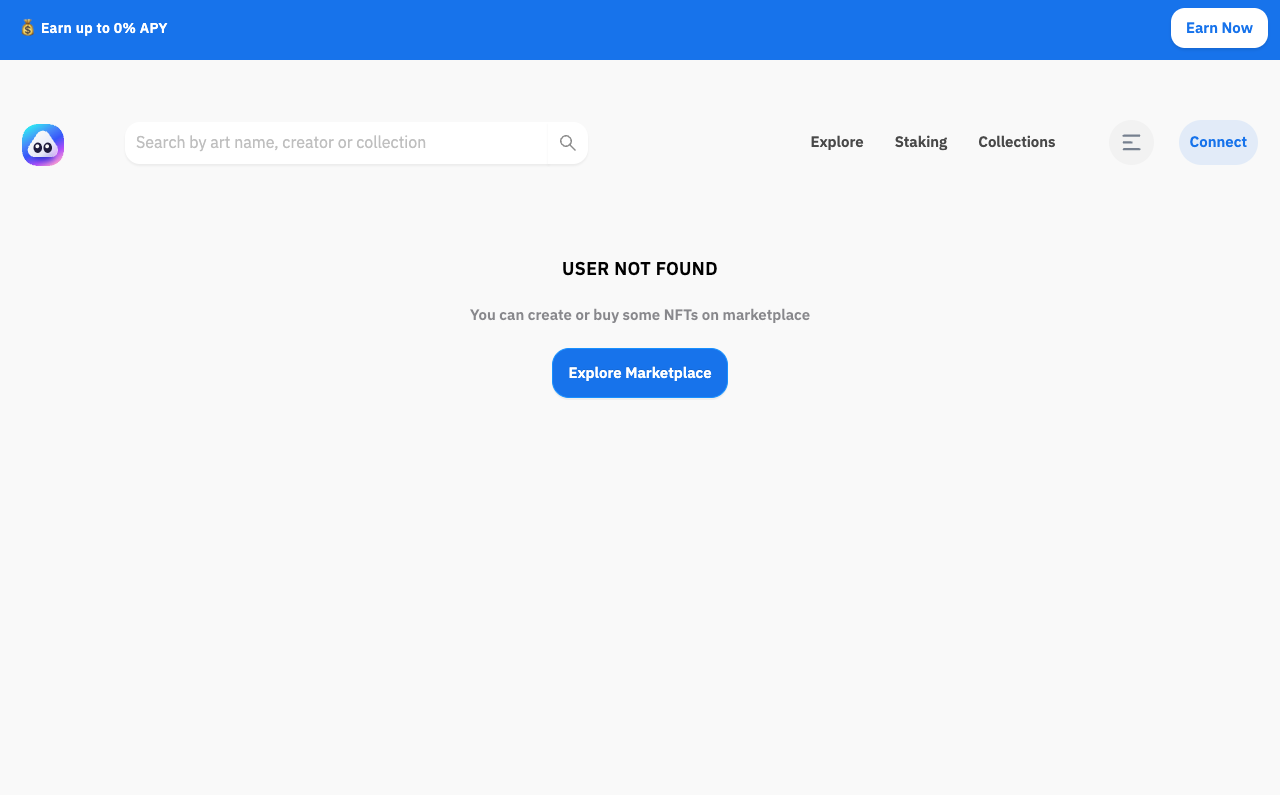 💰 Earn up to 0% APY
Earn Now
Search by art name, creator or collection
Explore
Staking
Collections
Connect
USER NOT FOUND
You can create or buy some NFTs on marketplace
Explore Marketplace